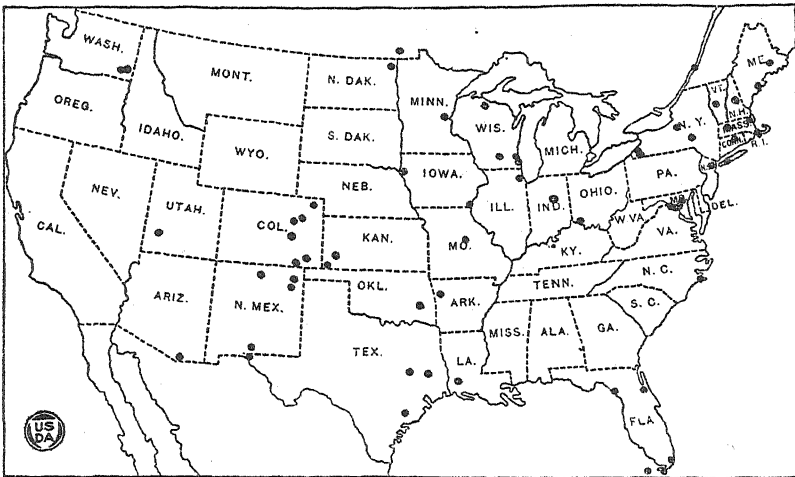 WASH.
MONT.
N. DAK.
MINN.
OREG.
IDAHO.
WYO.
S. DAK.
WIS.
MICH.
N.Y.
VT.
N.H.
ME.
MASS
CONN.
R.I.
NEV.
UTAH.
COL.
NEB.
IOWA.
ILL.
IND.
OHIO.
PA.
N.J.
MD.
DEL.
W.VA.
VA.
CAL.
KAN.
MO.
KY.
ARIZ.
N. MEX.
OKL.
ARK.
TENN.
N. C.
S. C.
TEX.
LA.
MISS.
ALA.
GA.
FLA
US
DA